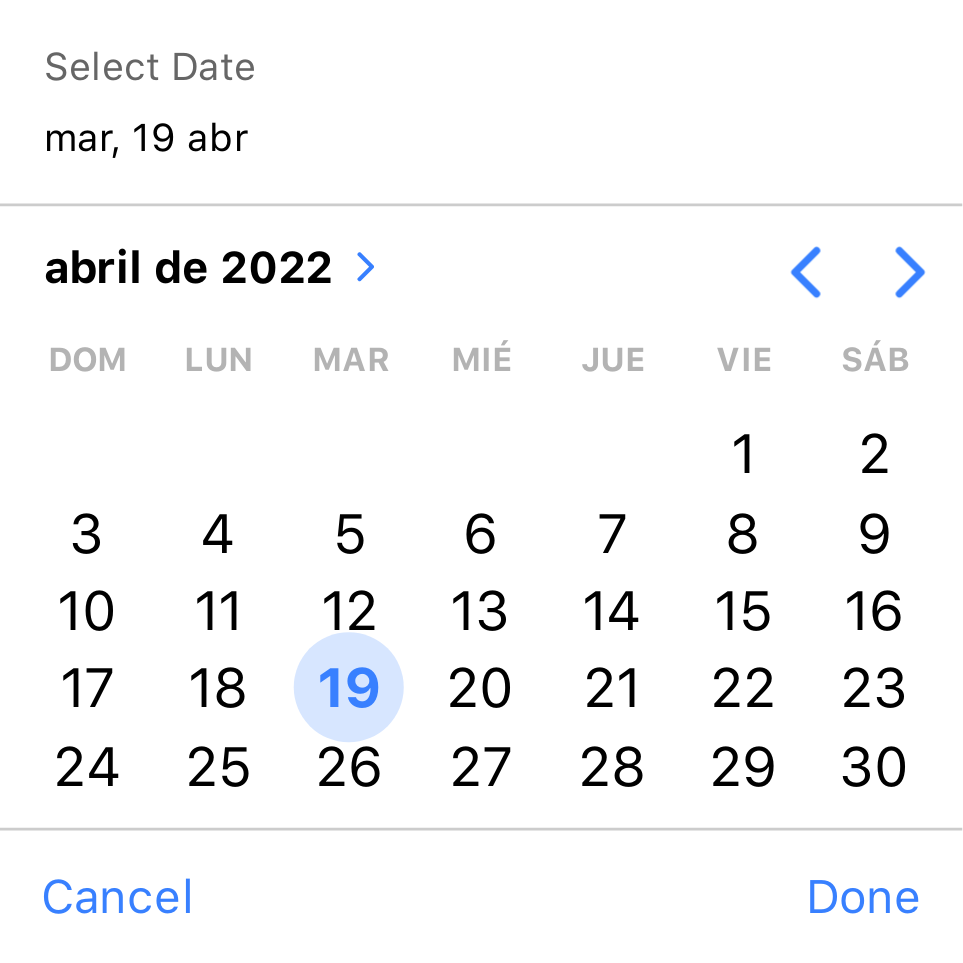 Select Date
mar, 19 abr
abril de 2022
DOM LUN MAR MIÉ JUE VIE SÁB
1 2
3 4 5 6 7 8 9
10 11 12 13 14 15 16
17 18 19 20 21 22 23
24 25 26 27 28 29 30
Cancel Done